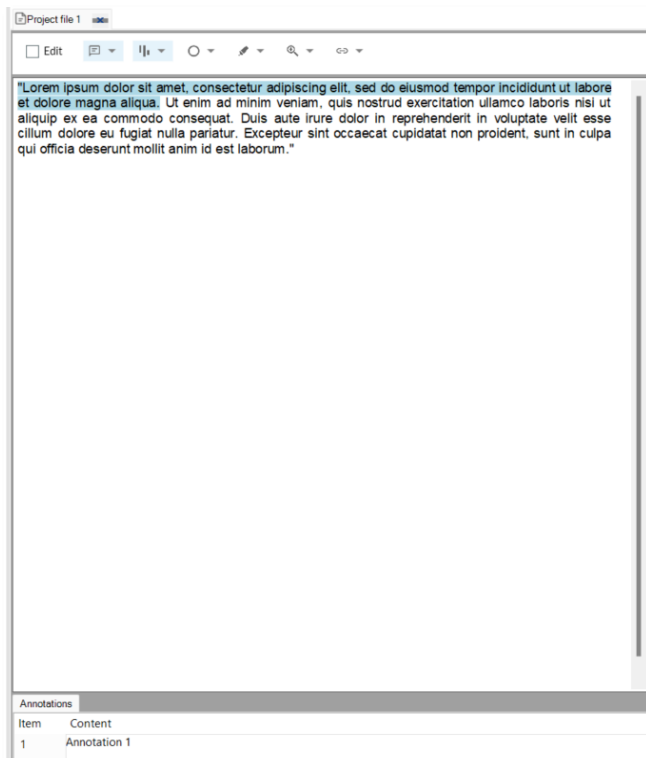 Project file 1
Edit
"Lorem ipsum dolor sit amet, consectetur adipiscing elit, sed do eiusmod tempor incididunt ut labore
et dolore magna aliqua. Ut enim ad minim veniam, quis nostrud exercitation ullamco laboris nisi ut
aliquip ex ea commodo consequat. Duis aute irure dolor in reprehenderit in voluptate velit esse
cillum dolore eu fugiat nulla pariatur. Excepteur sint occaecat cupidatat non proident, sunt in culpa
qui officia deserunt mollit anim id est laborum."
Annotations
Item Content
1 Annotation 1